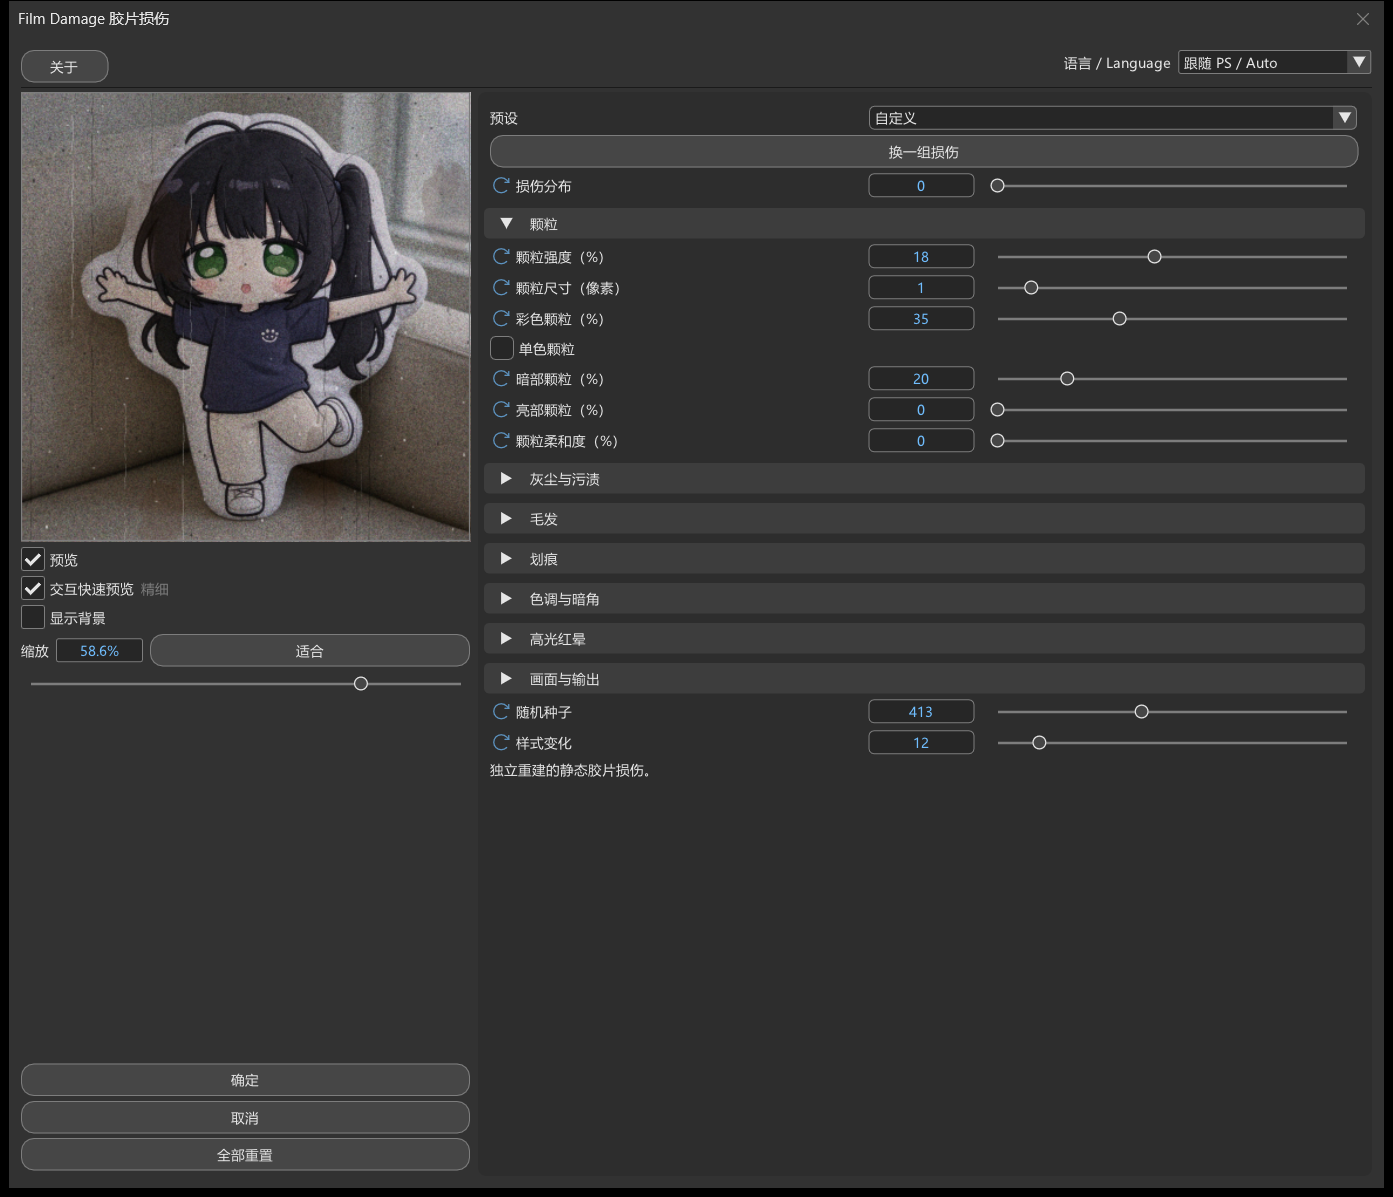 Film Damage 胶片损伤
关于
语言 / Language
跟随 PS / Auto
预设
自定义
换一组损伤
损伤分布
0
颗粒
颗粒强度（%）
18
颗粒尺寸（像素）
1
彩色颗粒（%）
35
单色颗粒
暗部颗粒（%）
20
亮部颗粒（%）
0
颗粒柔和度（%）
0
灰尘与污渍
毛发
划痕
色调与暗角
高光红晕
画面与输出
随机种子
413
样式变化
12
独立重建的静态胶片损伤。
预览
交互快速预览 精细
显示背景
缩放
58.6%
适合
确定
取消
全部重置